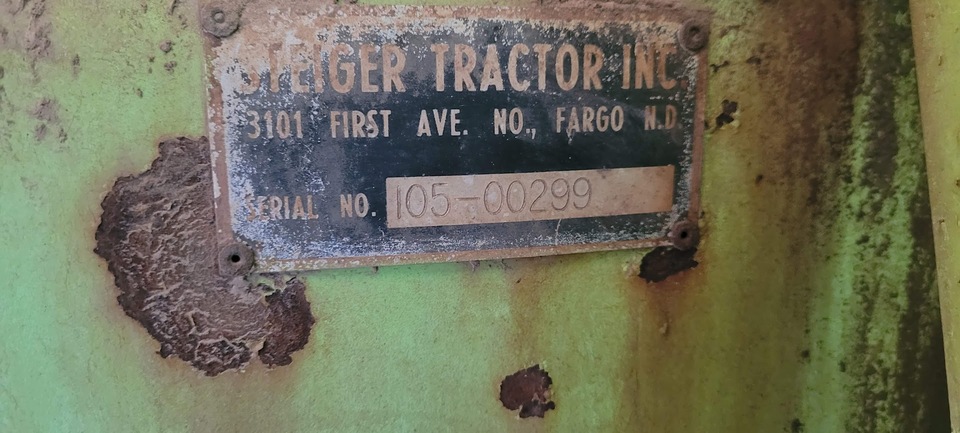 STEIGER TRACTOR INC.
3101 FIRST AVE. NO., FARGO N.D
SERIAL NO. 105-00299